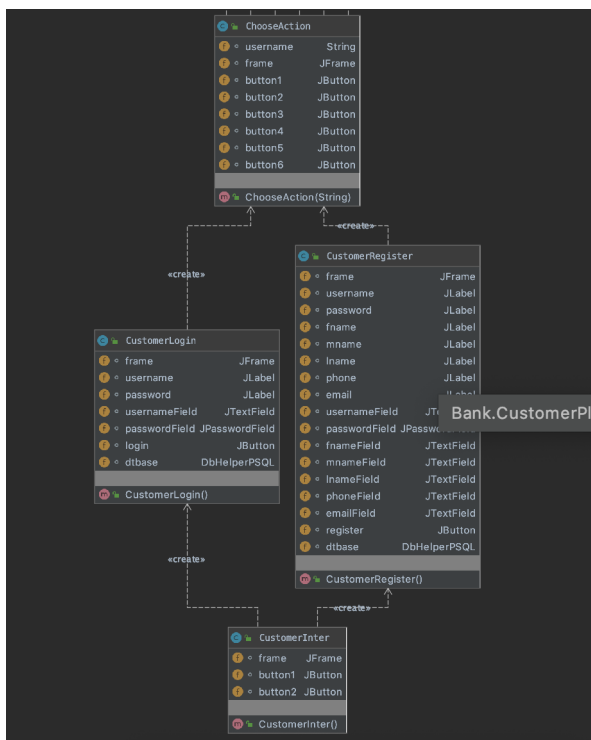 ChooseAction
username String
frame JFrame
button1 JButton
button2 JButton
button3 JButton
button4 JButton
button5 JButton
button6 JButton
ChooseAction(String)
«create»
«create»
CustomerRegister
frame JFrame
username JLabel
password JLabel
fname JLabel
mname JLabel
lname JLabel
phone JLabel
email
usernameField
passwordField
fnameField JTextField
mnameField JTextField
lnameField JTextField
phoneField JTextField
emailField JTextField
register JButton
dtbase DbHelperPSQL
CustomerRegister()
Bank.CustomerPl
CustomerLogin
frame JFrame
username JLabel
password JLabel
usernameField JTextField
passwordField JPasswordField
login JButton
dtbase DbHelperPSQL
CustomerLogin()
«create»
«create»
CustomerInter
frame JFrame
button1 JButton
button2 JButton
CustomerInter()